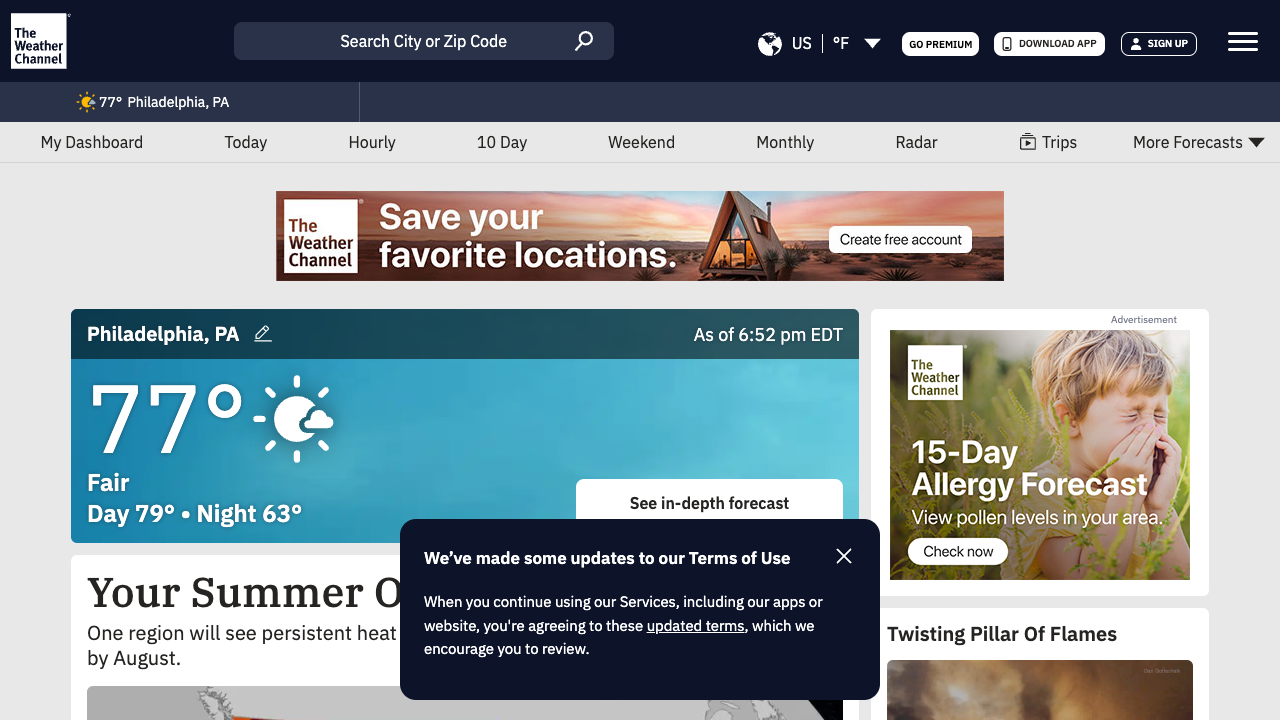 The
Weather
Channel
Search City or Zip Code
US
°F
GO PREMIUM
DOWNLOAD APP
SIGN UP
77° Philadelphia, PA
My Dashboard
Today
Hourly
10 Day
Weekend
Monthly
Radar
Trips
More Forecasts
The
Weather
Channel
Save your
favorite locations.
Create free account
Philadelphia, PA
As of 6:52 pm EDT
77°
Fair
Day 79° • Night 63°
See in-depth forecast
Advertisement
The
Weather
Channel
15-Day
Allergy Forecast
View pollen levels in your area.
Check now
We’ve made some updates to our Terms of Use
When you continue using our Services, including our apps or
website, you're agreeing to these updated terms, which we
encourage you to review.
Your Summer O
One region will see persistent heat
by August.
Twisting Pillar Of Flames